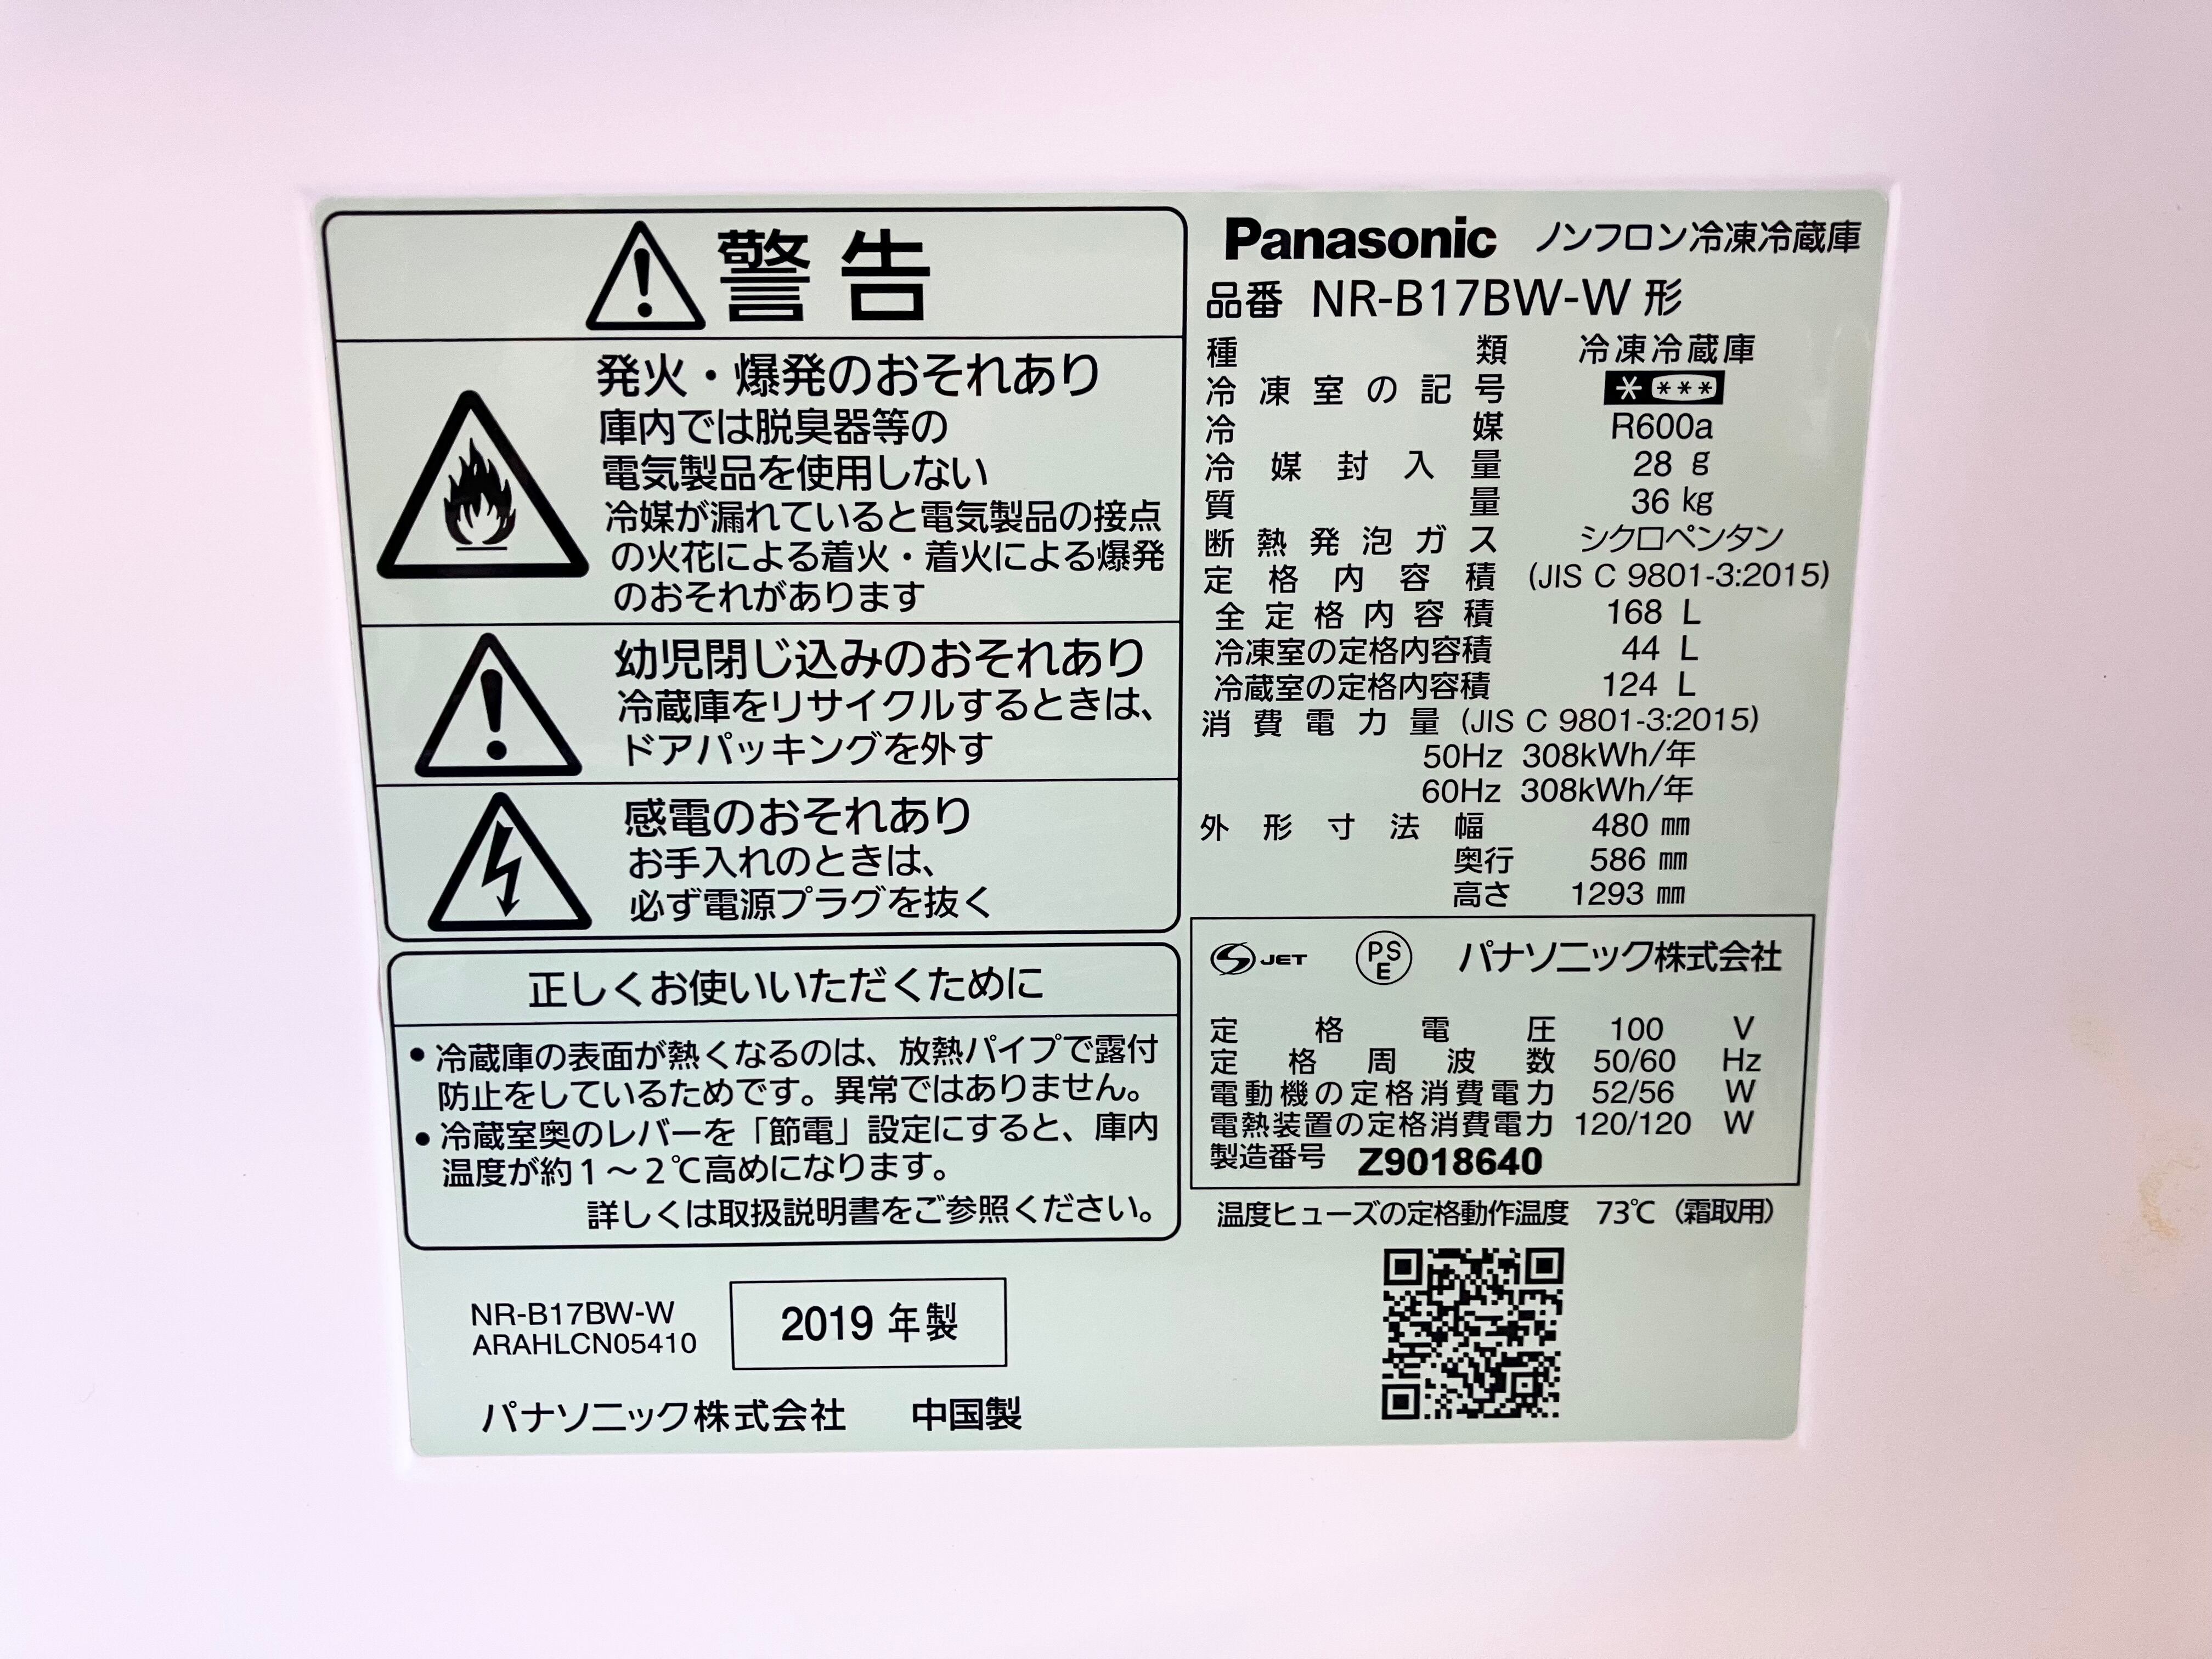 警告
発火・爆発のおそれあり
庫内では脱臭器等の
電気製品を使用しない
冷媒が漏れていると電気製品の接点
の火花による着火・着火による爆発
のおそれがあります
幼児閉じ込みのおそれあり
冷蔵庫をリサイクルするときは、
ドアパッキングを外す
感電のおそれあり
お手入れのときは、
必ず電源プラグを抜く
正しくお使いいただくために
●冷蔵庫の表面が熱くなるのは、放熱パイプで露付
防止をしているためです。異常ではありません。
●冷蔵室奥のレバーを「節電」設定にすると、庫内
温度が約1～2℃高めになります。
詳しくは取扱説明書をご参照ください。
NR-B17BW-W
ARAHLCN05410
2019 年製
パナソニック株式会社 中国製
Panasonic ノンフロン冷凍冷蔵庫
品番 NR-B17BW-W 形
種類 冷凍冷蔵庫
冷凍室の記号 * ***
冷媒 R600a
冷媒封入量 28 g
質量 36 kg
断熱発泡ガス シクロペンタン
定格内容積 (JIS C 9801-3:2015)
全定格内容積 168 L
冷凍室の定格内容積 44 L
冷蔵室の定格内容積 124 L
消費電力量 (JIS C 9801-3:2015)
50Hz 308kWh/年
60Hz 308kWh/年
外形寸法 幅 480 ㎜
奥行 586 ㎜
高さ 1293 ㎜
S JET PSE パナソニック株式会社
定格電圧 100 V
定格周波数 50/60 Hz
電動機の定格消費電力 52/56 W
電熱装置の定格消費電力 120/120 W
製造番号 Z9018640
温度ヒューズの定格動作温度 73℃（霜取用）